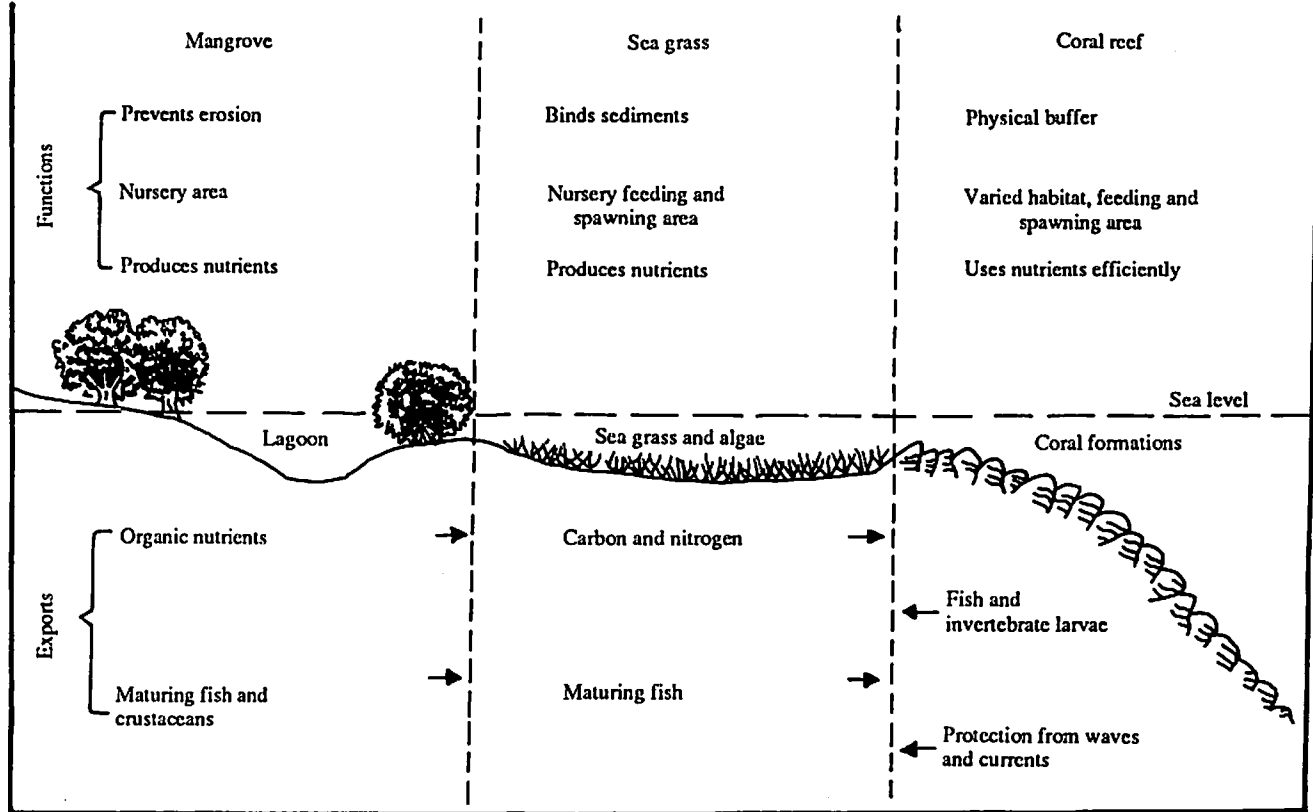 Mangrove
Sea grass
Coral reef
Functions
Prevents erosion
Binds sediments
Physical buffer
Nursery area
Nursery feeding and
spawning area
Varied habitat, feeding and
spawning area
Produces nutrients
Produces nutrients
Uses nutrients efficiently
Sea level
Lagoon
Sea grass and algae
Coral formations
Exports
Organic nutrients
Carbon and nitrogen
Fish and
invertebrate larvae
Maturing fish and
crustaceans
Maturing fish
Protection from waves
and currents